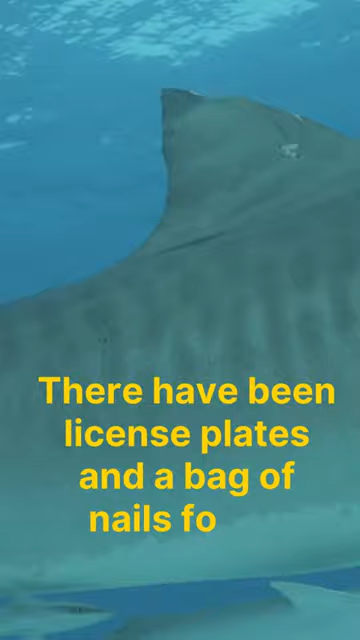 There have been
license plates
and a bag of
nails fo